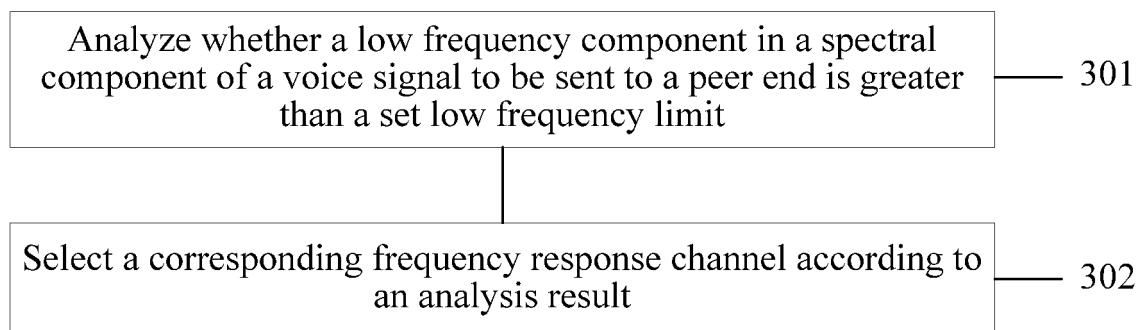 Analyze whether a low frequency component in a spectral
component of a voice signal to be sent to a peer end is greater
than a set low frequency limit
301
Select a corresponding frequency response channel according to
an analysis result
302